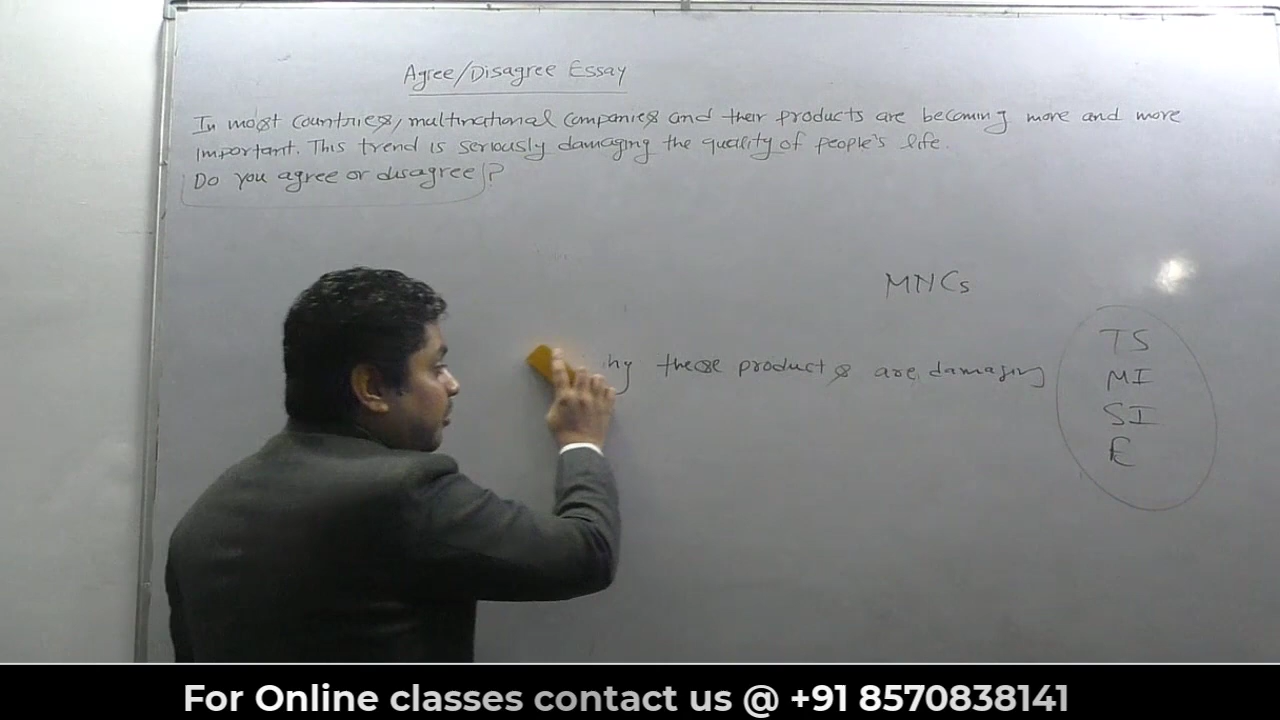 Agree/Disagree Essay
In most countries, multinational companies and their products are becoming more and more
important. This trend is seriously damaging the quality of people's life.
Do you agree or disagree?
MNCs
these products are damaging
TS
MI
SI
E
For Online classes contact us @ +91 8570838141